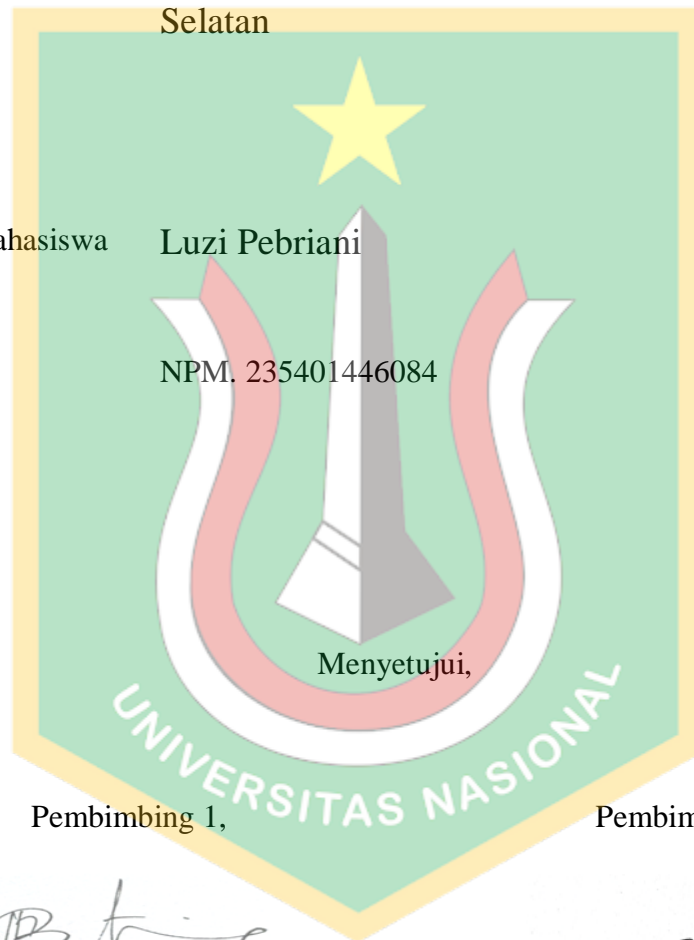 Selatan
ahasiswa Luzi Pebriani
NPM. 235401446084
Menyetujui,
UNIVERSITAS NASIONAL
Pembimbing 1, Pembim